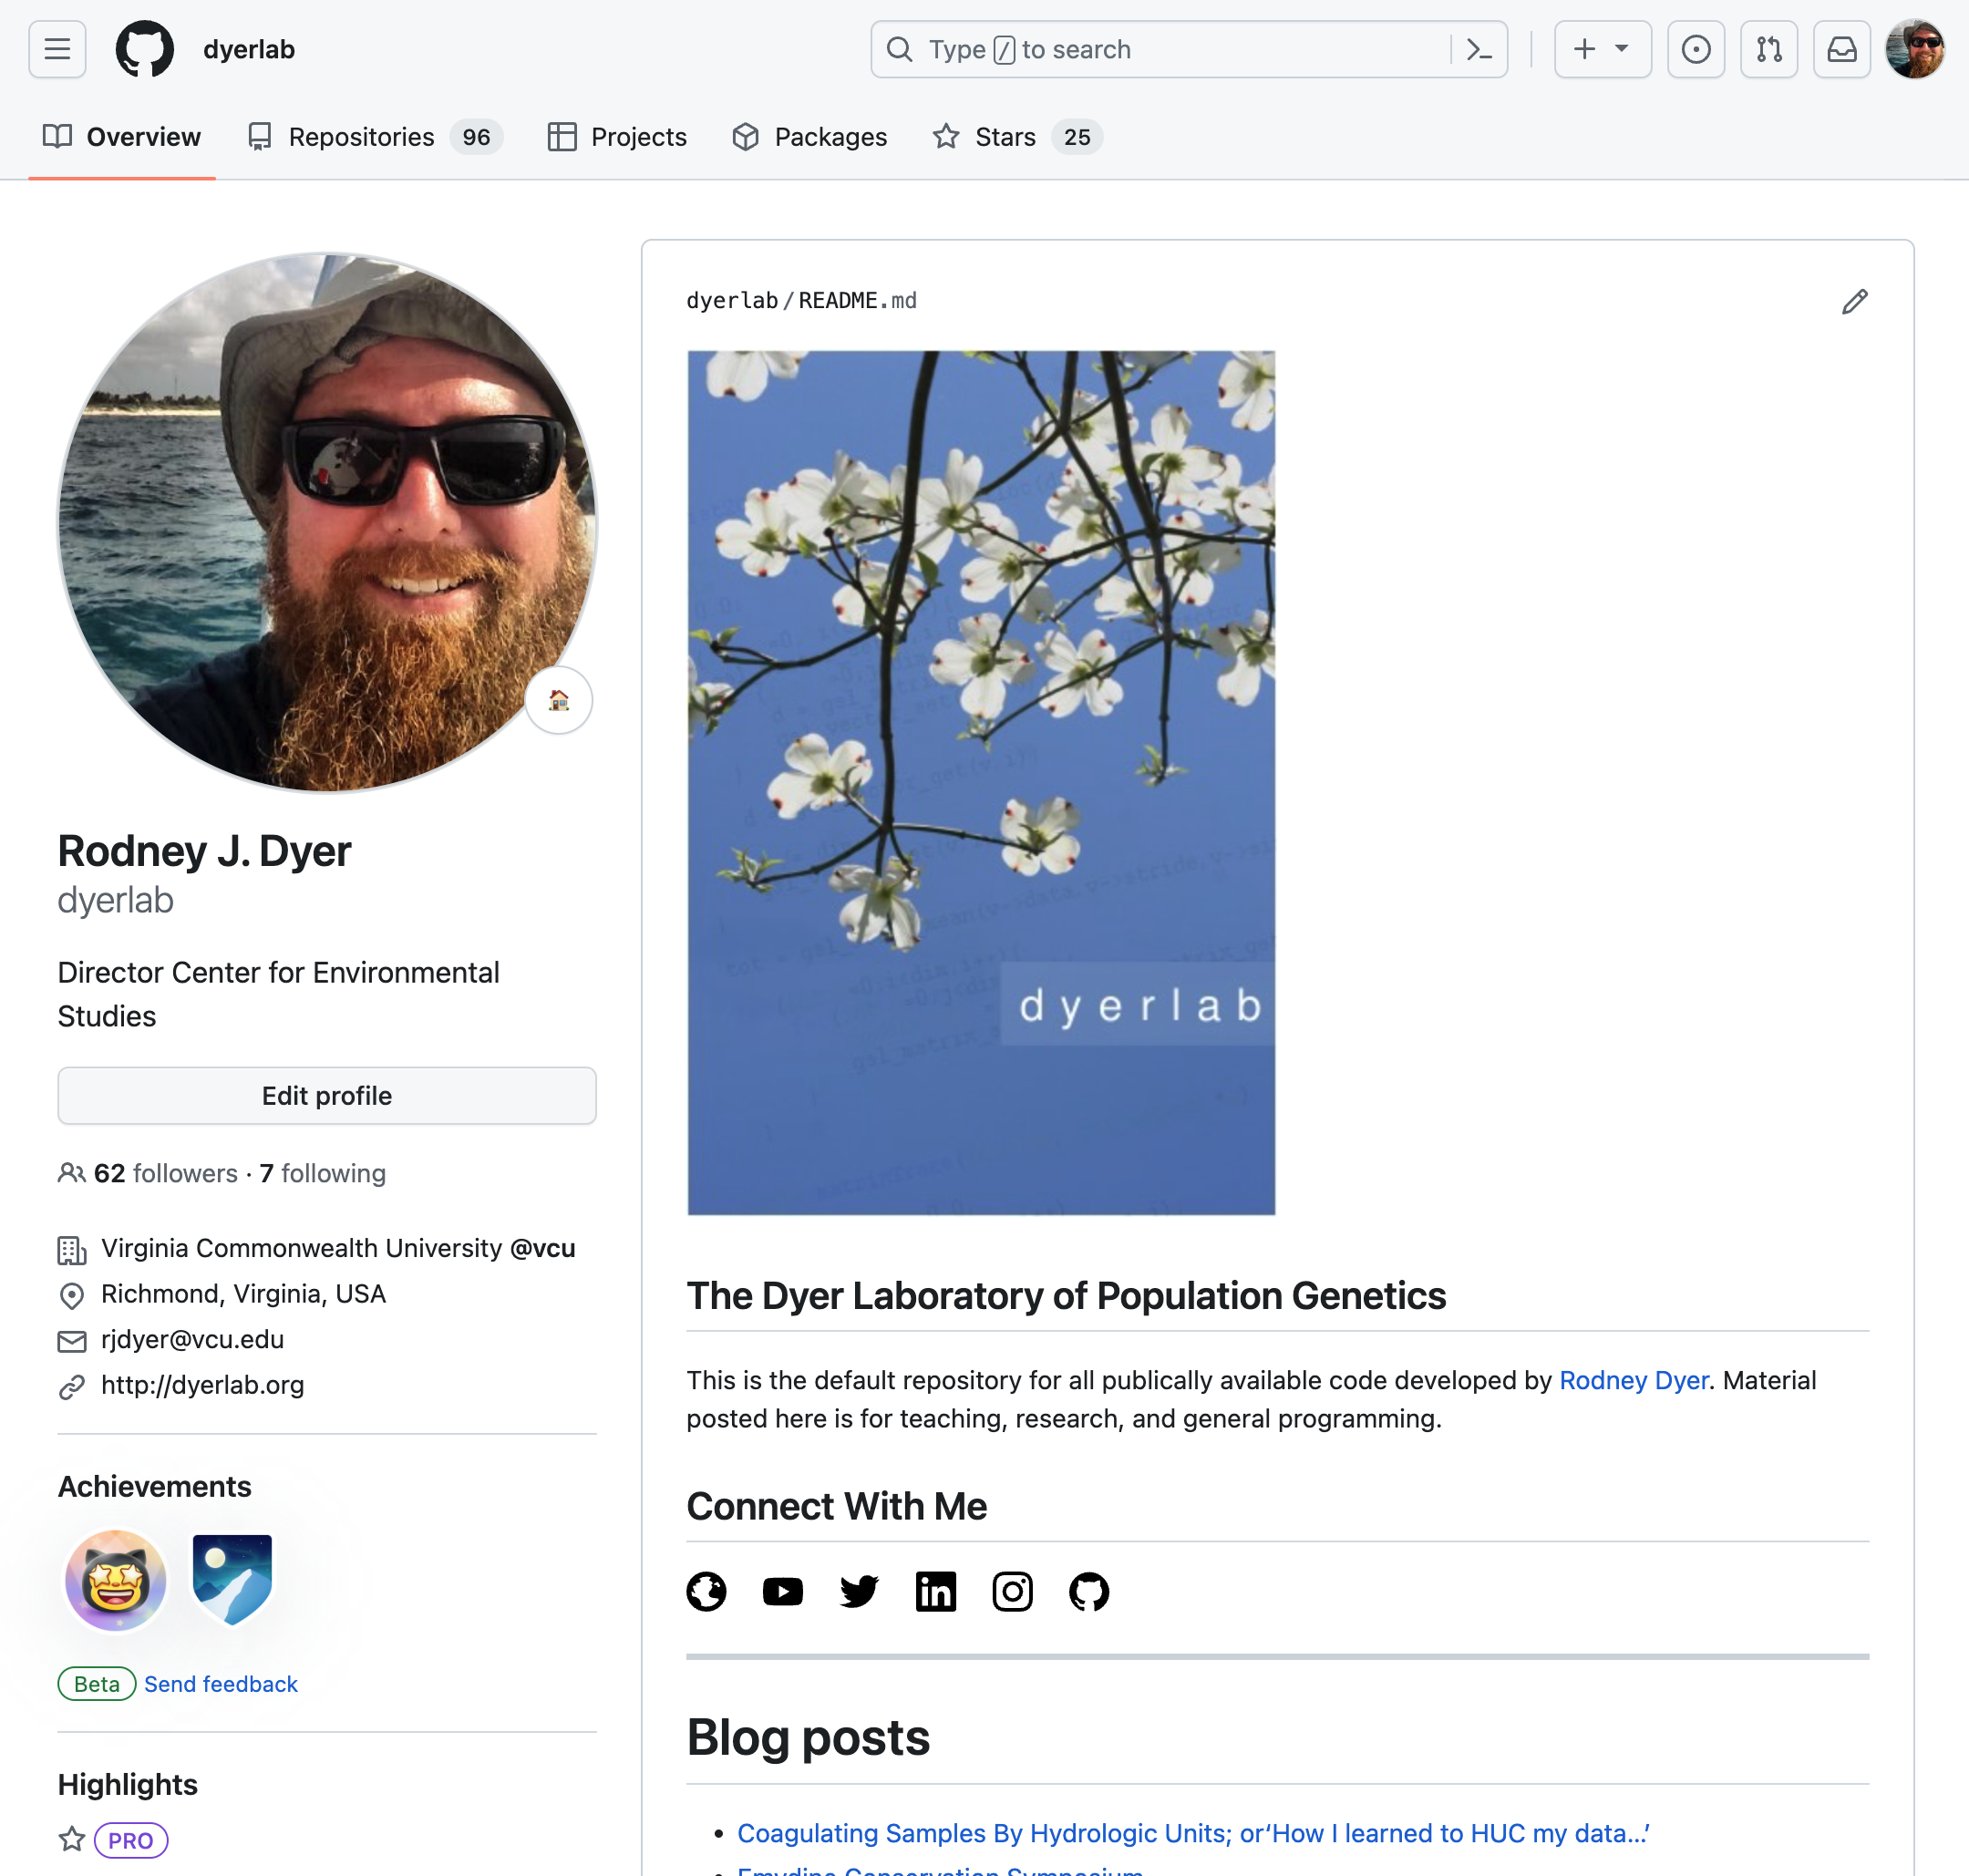 dyerlab
Type / to search
Overview
Repositories 96
Projects
Packages
Stars 25
Rodney J. Dyer
dyerlab
Director Center for Environmental
Studies
Edit profile
62 followers · 7 following
Virginia Commonwealth University @vcu
Richmond, Virginia, USA
rjdyer@vcu.edu
http://dyerlab.org
Achievements
Beta Send feedback
Highlights
PRO
dyerlab/README.md
dyerlab
The Dyer Laboratory of Population Genetics
This is the default repository for all publically available code developed by Rodney Dyer. Material
posted here is for teaching, research, and general programming.
Connect With Me
in
Blog posts
Coagulating Samples By Hydrologic Units; or‘How I learned to HUC my data…’